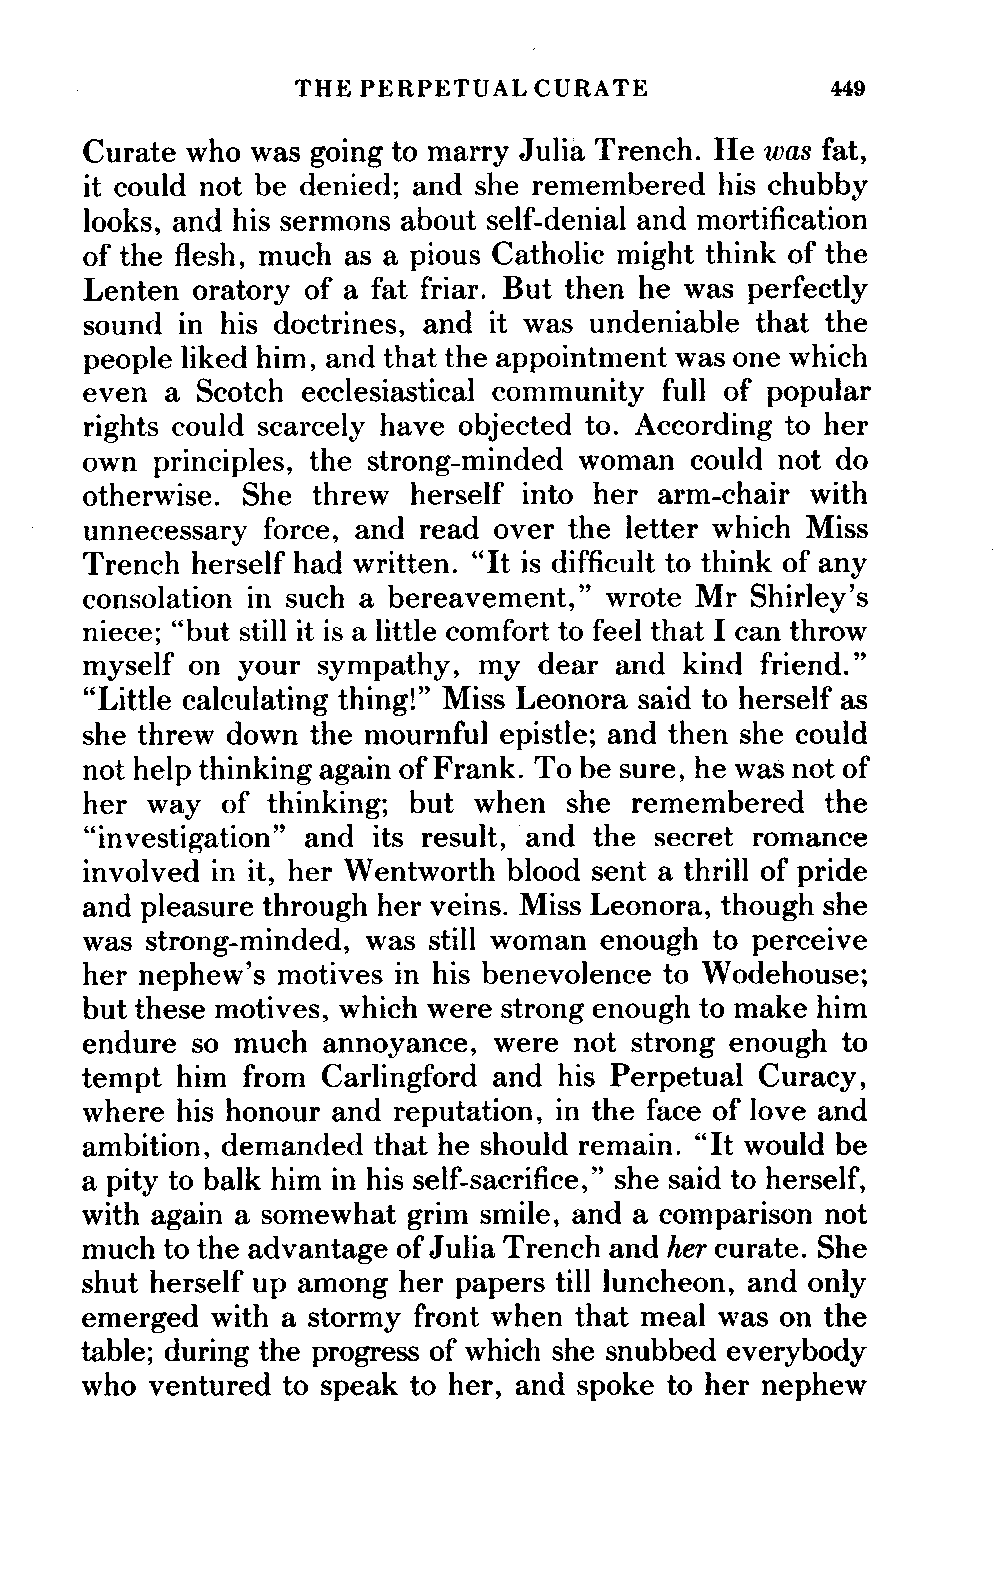 THE PERPETUAL CURATE 449
Curate who was going to marry Julia Trench. He was fat,
it could not be denied; and she remembered his chubby
looks, and his sermons about self-denial and mortification
of the flesh, much as a pious Catholic might think of the
Lenten oratory of a fat friar. But then he was perfectly
sound in his doctrines, and it was undeniable that the
people liked him, and that the appointment was one which
even a Scotch ecclesiastical community full of popular
rights could scarcely have objected to. According to her
own principles, the strong-minded woman could not do
otherwise. She threw herself into her arm-chair with
unnecessary force, and read over the letter which Miss
Trench herself had written. “It is difficult to think of any
consolation in such a bereavement,” wrote Mr Shirley’s
niece; “but still it is a little comfort to feel that I can throw
myself on your sympathy, my dear and kind friend.”
“Little calculating thing!” Miss Leonora said to herself as
she threw down the mournful epistle; and then she could
not help thinking again of Frank. To be sure, he was not of
her way of thinking; but when she remembered the
“investigation” and its result, and the secret romance
involved in it, her Wentworth blood sent a thrill of pride
and pleasure through her veins. Miss Leonora, though she
was strong-minded, was still woman enough to perceive
her nephew’s motives in his benevolence to Wodehouse;
but these motives, which were strong enough to make him
endure so much annoyance, were not strong enough to
tempt him from Carlingford and his Perpetual Curacy,
where his honour and reputation, in the face of love and
ambition, demanded that he should remain. “It would be
a pity to balk him in his self-sacrifice,” she said to herself,
with again a somewhat grim smile, and a comparison not
much to the advantage of Julia Trench and her curate. She
shut herself up among her papers till luncheon, and only
emerged with a stormy front when that meal was on the
table; during the progress of which she snubbed everybody
who ventured to speak to her, and spoke to her nephew